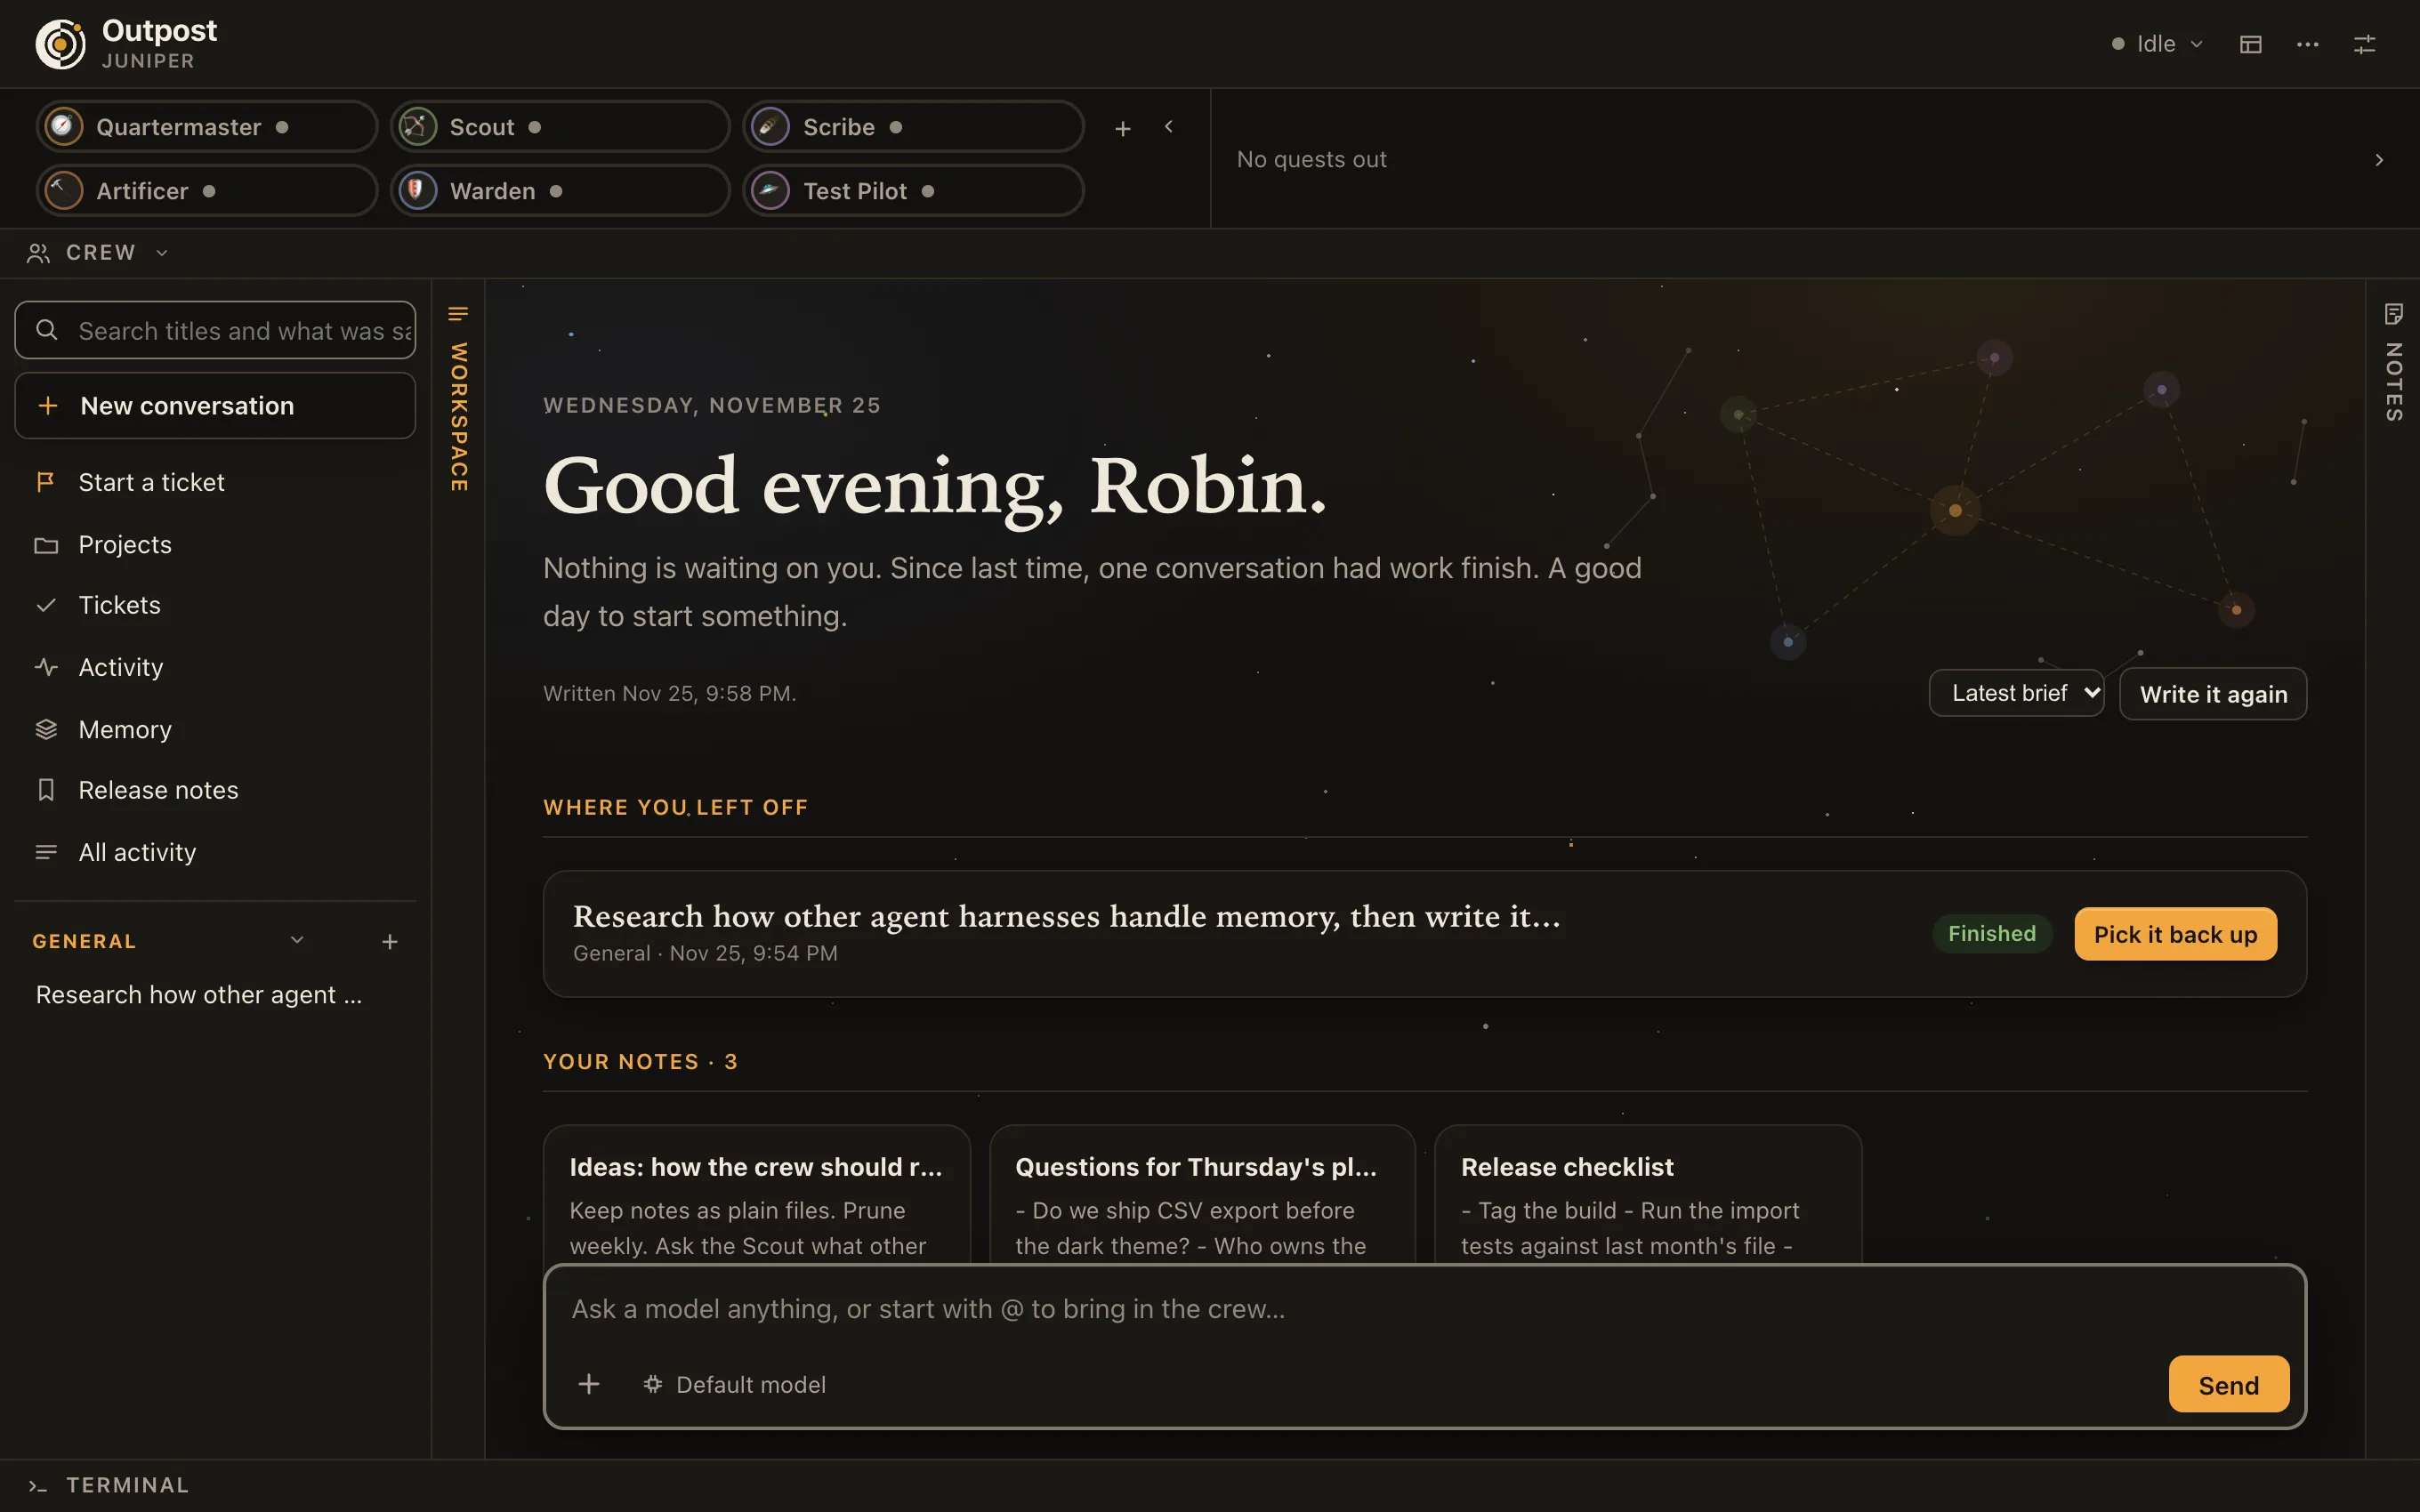 Outpost
JUNIPER
Idle
Quartermaster
Scout
Scribe
Artificer
Warden
Test Pilot
No quests out
CREW
Search titles and what was sa
New conversation
Start a ticket
Projects
Tickets
Activity
Memory
Release notes
All activity
GENERAL
Research how other agent ...
WORKSPACE
WEDNESDAY, NOVEMBER 25
Good evening, Robin.
Nothing is waiting on you. Since last time, one conversation had work finish. A good
day to start something.
Written Nov 25, 9:58 PM.
Latest brief
Write it again
WHERE YOU LEFT OFF
Research how other agent harnesses handle memory, then write it...
General · Nov 25, 9:54 PM
Finished
Pick it back up
YOUR NOTES · 3
Ideas: how the crew should r...
Keep notes as plain files. Prune
weekly. Ask the Scout what other
Questions for Thursday's pl...
- Do we ship CSV export before
the dark theme? - Who owns the
Release checklist
- Tag the build - Run the import
tests against last month's file -
Ask a model anything, or start with @ to bring in the crew...
Default model
Send
NOTES
TERMINAL